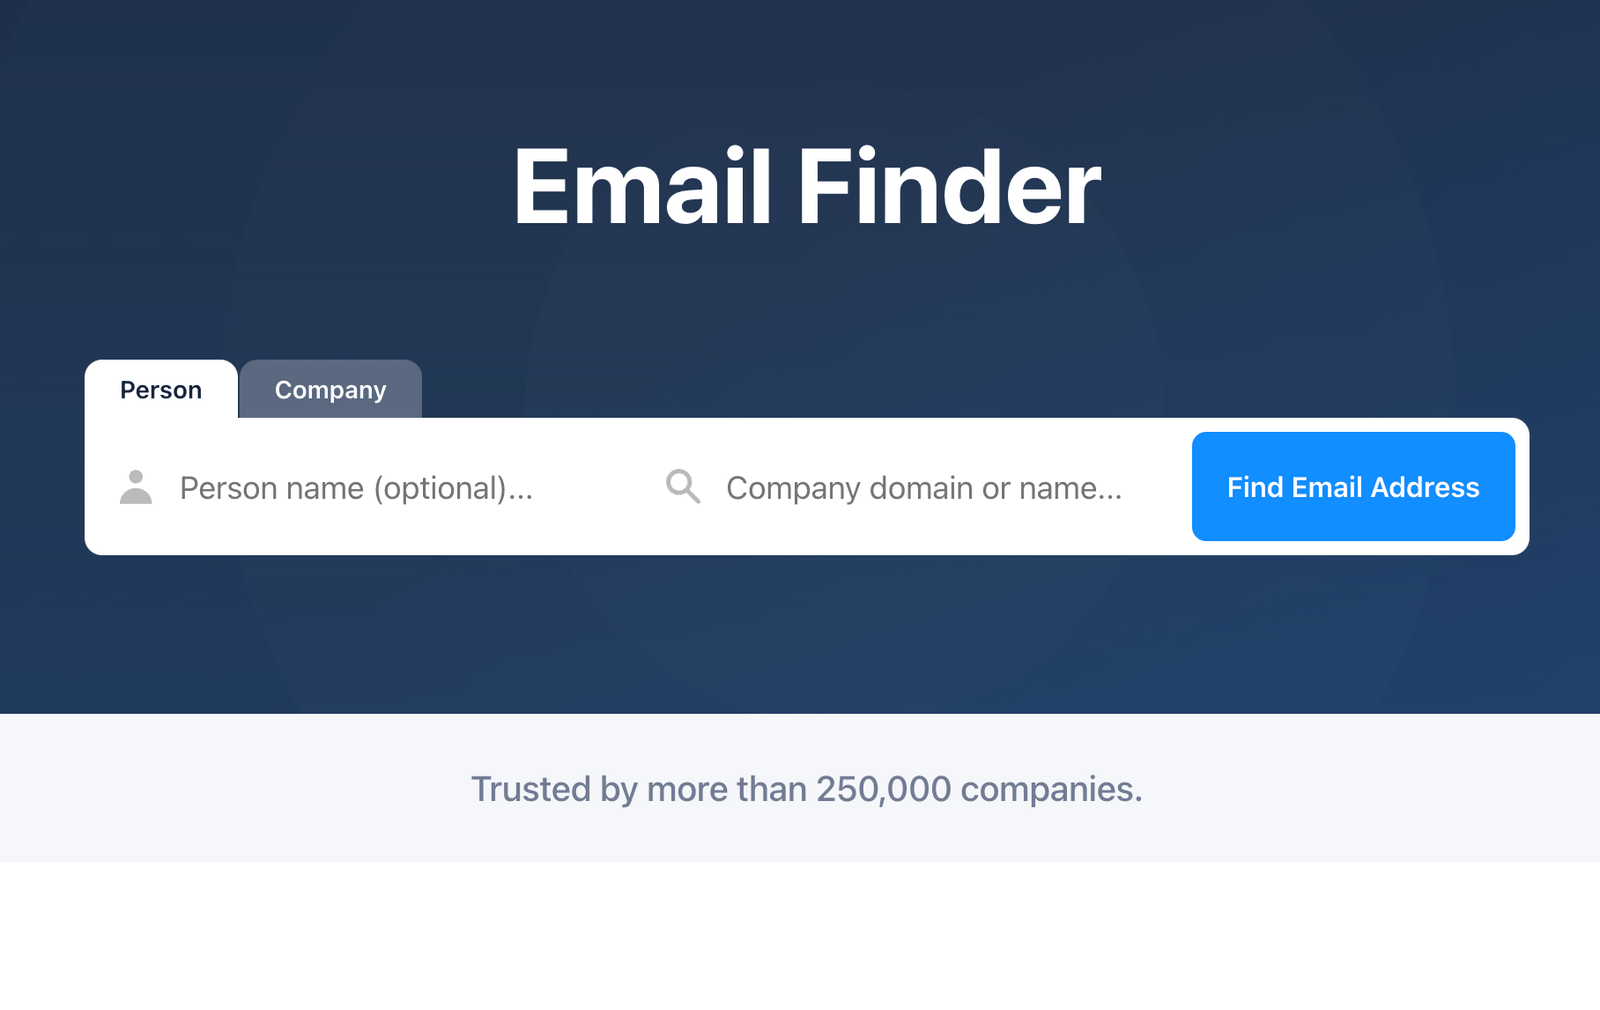 Email Finder
Person
Company
Person name (optional)...
Company domain or name...
Find Email Address
Trusted by more than 250,000 companies.